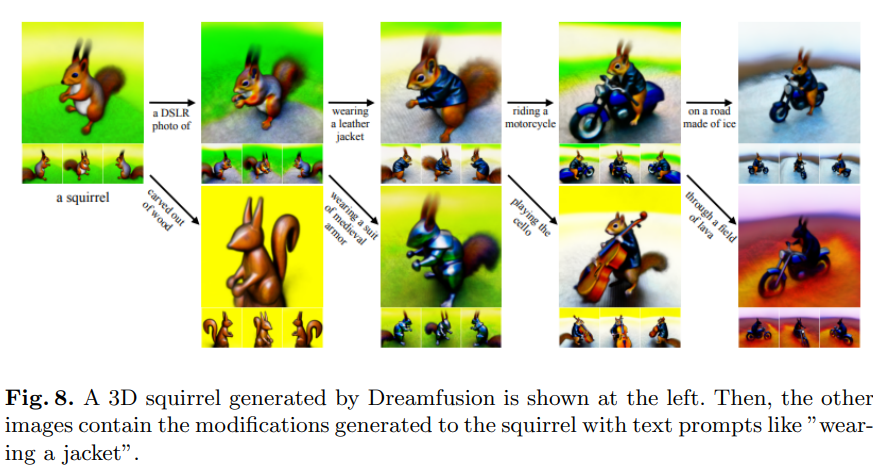 a DSLR
photo of
wearing
a leather
jacket
riding a
motorcycle
on a road
made of ice
a squirrel
carved out
of wood
wearing a suit
of medieval
armor
playing the
cello
through a field
of lava
Fig. 8. A 3D squirrel generated by Dreamfusion is shown at the left. Then, the other
images contain the modifications generated to the squirrel with text prompts like ”wear-
ing a jacket”.